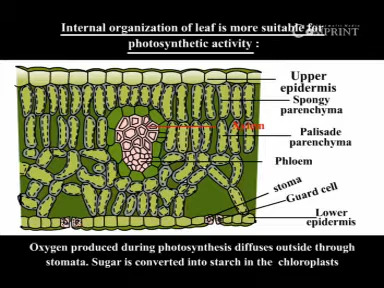 Internal organization of leaf is more suitable for
photosynthetic activity :
Upper
epidermis
Spongy
parenchyma
Palisade
parenchyma
Phloem
stoma
Guard cell
Lower
epidermis
Oxygen produced during photosynthesis diffuses outside through
stomata. Sugar is converted into starch in the chloroplasts